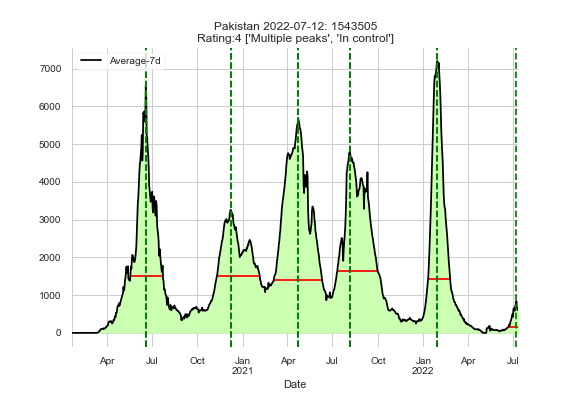 Pakistan 2022-07-12: 1543505
Rating:4 ['Multiple peaks', 'In control']
Average-7d
7000
6000
5000
4000
3000
2000
1000
0
Apr Jul Oct Jan Apr Jul Oct Jan Apr Jul
2021 2022
Date